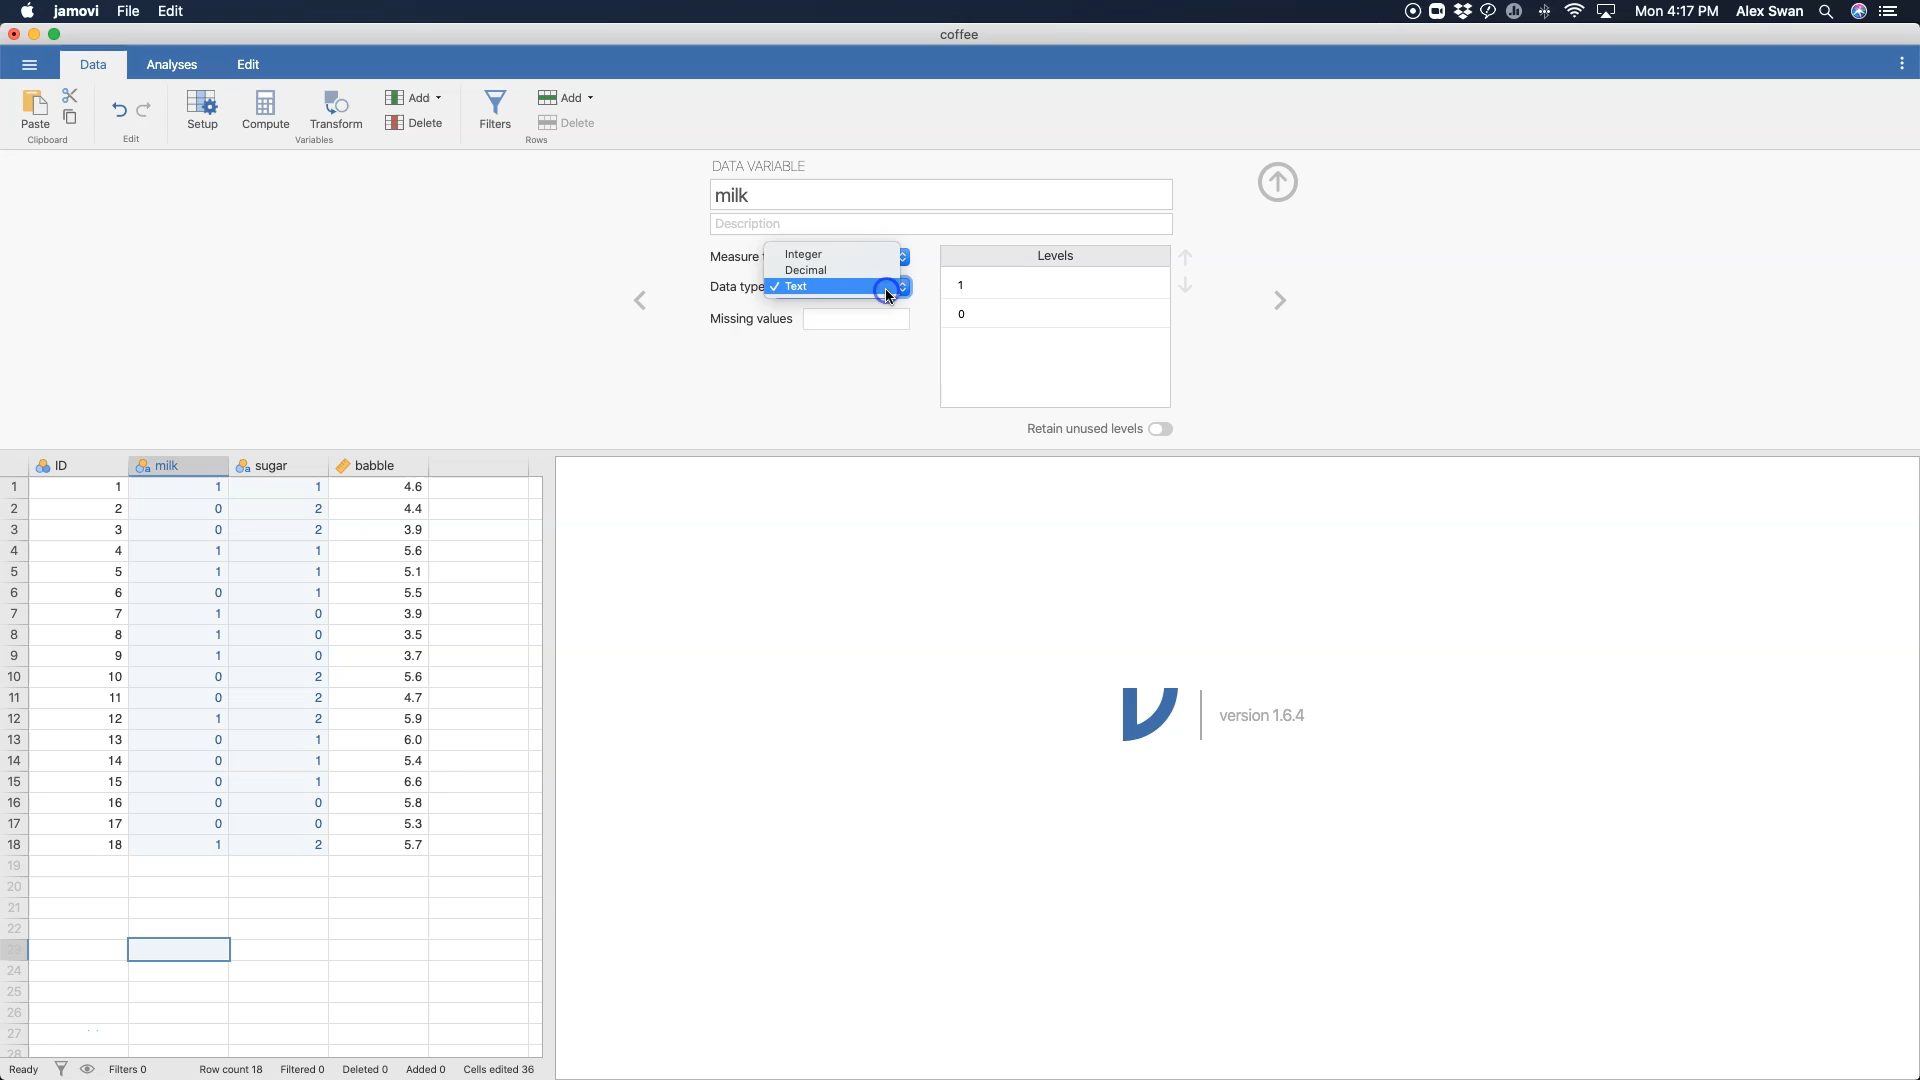 jamovi File Edit Mon 4:17 PM Alex Swan
coffee
Data Analyses Edit
Paste Setup Compute Transform Add Delete Filters Add Delete
Clipboard Edit Variables Rows
DATA VARIABLE
milk
Description
Measure
Data type
Missing values
Integer
Decimal
✓ Text
Levels
1
0
Retain unused levels
ID milk sugar babble
1 1 1 1 4.6
2 2 0 2 4.4
3 3 0 2 3.9
4 4 1 1 5.6
5 5 1 1 5.1
6 6 0 1 5.5
7 7 1 0 3.9
8 8 1 0 3.5
9 9 1 0 3.7
10 10 0 2 5.6
11 11 0 2 4.7
12 12 1 2 5.9
13 13 0 1 6.0
14 14 0 1 5.4
15 15 0 1 6.6
16 16 0 0 5.8
17 17 0 0 5.3
18 18 1 2 5.7
19
20
21
22
23
24
25
26
27
28
version 1.6.4
Ready Filters 0 Row count 18 Filtered 0 Deleted 0 Added 0 Cells edited 36